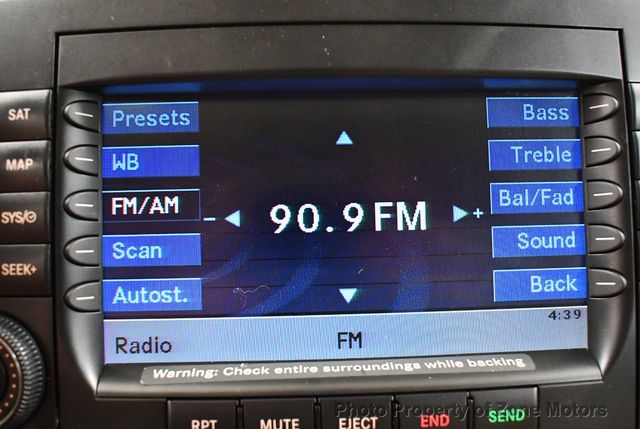 SAT
MAP
SYS/
SEEK+
Presets
WB
FM/AM
Scan
Autost.
- 90.9 FM +
Bass
Treble
Bal/Fad
Sound
Back
4:39
Radio FM
Warning: Check entire surroundings while backing
RPT MUTE EJECT END SEND
Photo Property of Zone Motors